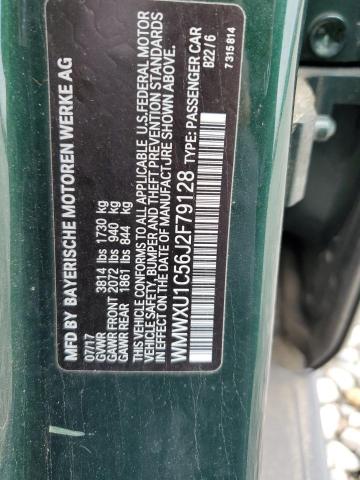 MFD BY BAYERISCHE MOTOREN WERKE AG
07/17
GVWR 3814 lbs 1730 kg
GAWR FRONT 2072 lbs 940 kg
GAWR REAR 1861 lbs 844 kg
THIS VEHICLE CONFORMS TO ALL APPLICABLE U.S. FEDERAL MOTOR
VEHICLE SAFETY, BUMPER AND THEFT PREVENTION STANDARDS
IN EFFECT ON THE DATE OF MANUFACTURE SHOWN ABOVE.
WMWXU1C56J2F79128 TYPE: PASSENGER CAR
B22/6
7315814